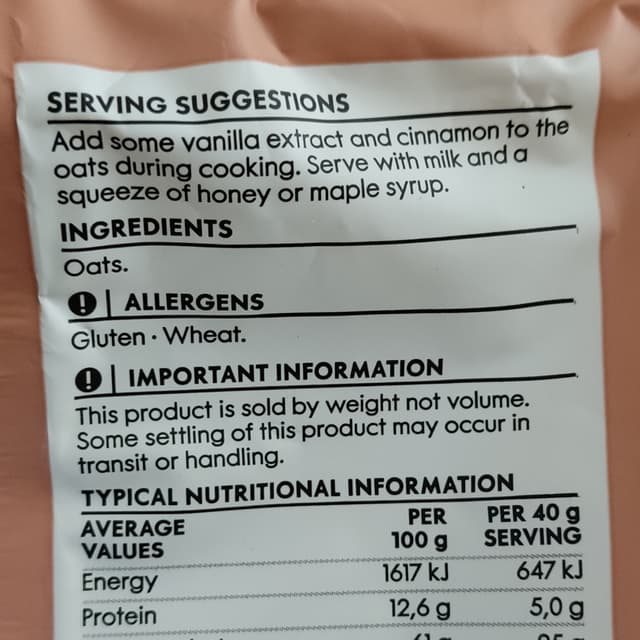 SERVING SUGGESTIONS
Add some vanilla extract and cinnamon to the
oats during cooking. Serve with milk and a
squeeze of honey or maple syrup.
INGREDIENTS
Oats.
! | ALLERGENS
Gluten · Wheat.
! | IMPORTANT INFORMATION
This product is sold by weight not volume.
Some settling of this product may occur in
transit or handling.
TYPICAL NUTRITIONAL INFORMATION
AVERAGE VALUES PER 100 g PER 40 g SERVING
Energy 1617 kJ 647 kJ
Protein 12,6 g 5,0 g